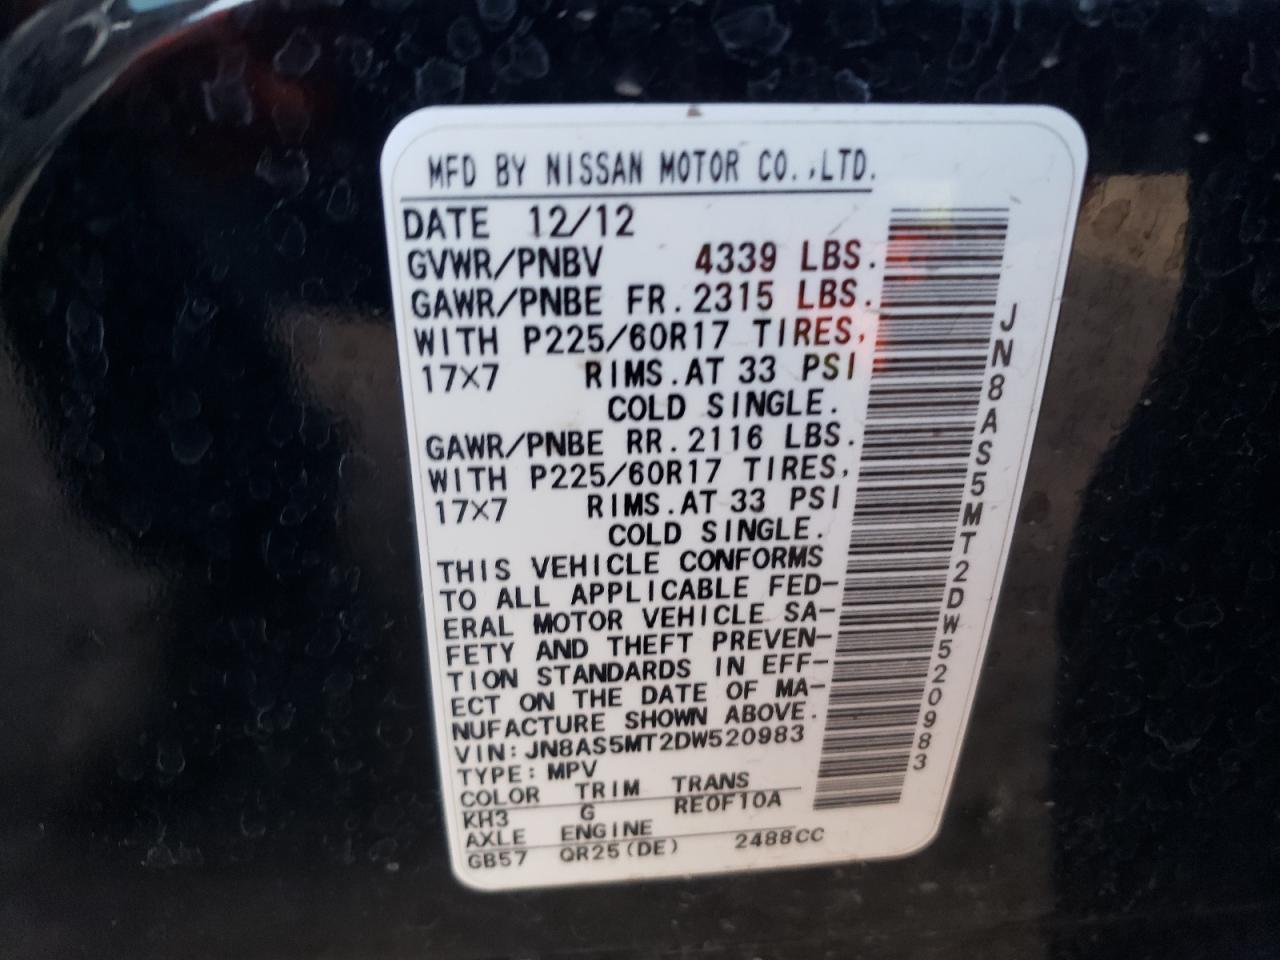 MFD BY NISSAN MOTOR CO.,LTD.
DATE 12/12
GVWR/PNBV 4339 LBS.
GAWR/PNBE FR. 2315 LBS.
WITH P225/60R17 TIRES,
17×7 RIMS. AT 33 PSI
COLD SINGLE.
GAWR/PNBE RR. 2116 LBS.
WITH P225/60R17 TIRES,
17×7 RIMS. AT 33 PSI
COLD SINGLE.
THIS VEHICLE CONFORMS
TO ALL APPLICABLE FED-
ERAL MOTOR VEHICLE SA-
FETY AND THEFT PREVEN-
TION STANDARDS IN EFF-
ECT ON THE DATE OF MA-
NUFACTURE SHOWN ABOVE.
VIN: JN8AS5MT2DW520983
TYPE: MPV
COLOR TRIM TRANS
KH3 G RE0F10A
AXLE ENGINE
GB57 QR25(DE) 2488CC
JN8AS5MT2DW520983